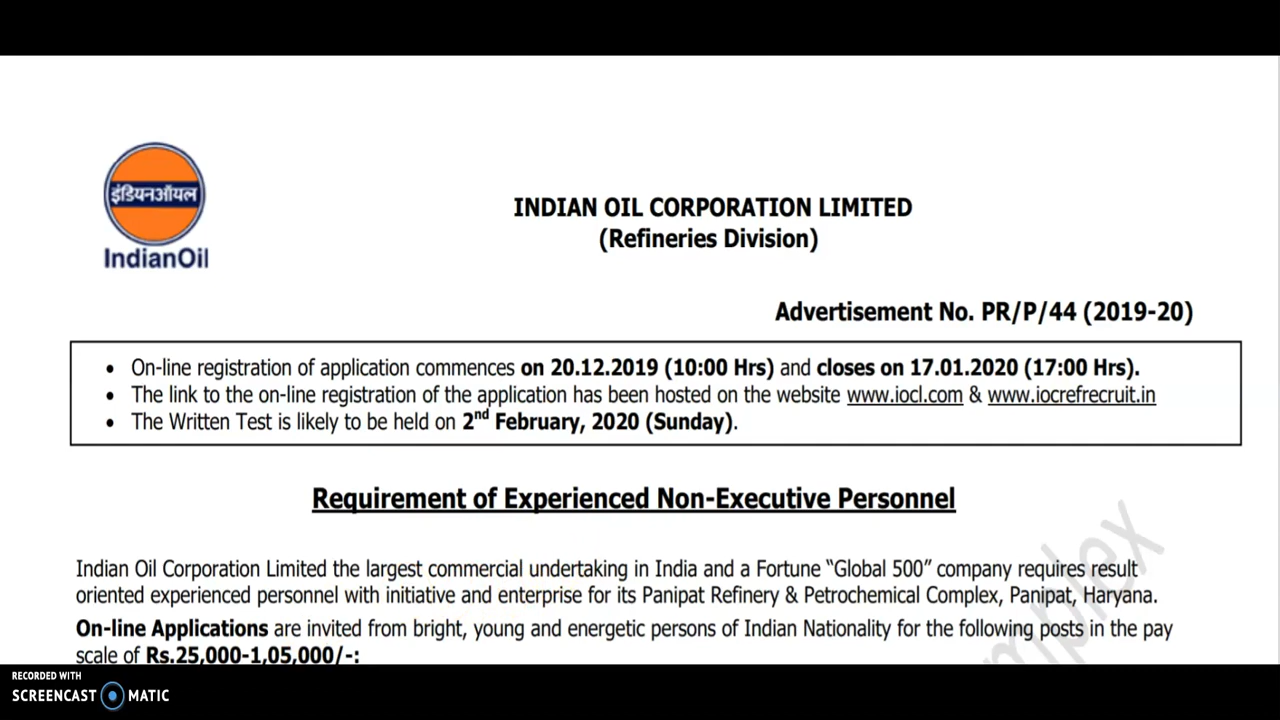 इंडियनऑयल
IndianOil
INDIAN OIL CORPORATION LIMITED
(Refineries Division)
Advertisement No. PR/P/44 (2019-20)
• On-line registration of application commences on 20.12.2019 (10:00 Hrs) and closes on 17.01.2020 (17:00 Hrs).
• The link to the on-line registration of the application has been hosted on the website www.iocl.com & www.iocrefrecruit.in
• The Written Test is likely to be held on 2nd February, 2020 (Sunday).
Requirement of Experienced Non-Executive Personnel
Indian Oil Corporation Limited the largest commercial undertaking in India and a Fortune “Global 500” company requires result
oriented experienced personnel with initiative and enterprise for its Panipat Refinery & Petrochemical Complex, Panipat, Haryana.
On-line Applications are invited from bright, young and energetic persons of Indian Nationality for the following posts in the pay
scale of Rs.25,000-1,05,000/-:
RECORDED WITH
SCREENCAST MATIC